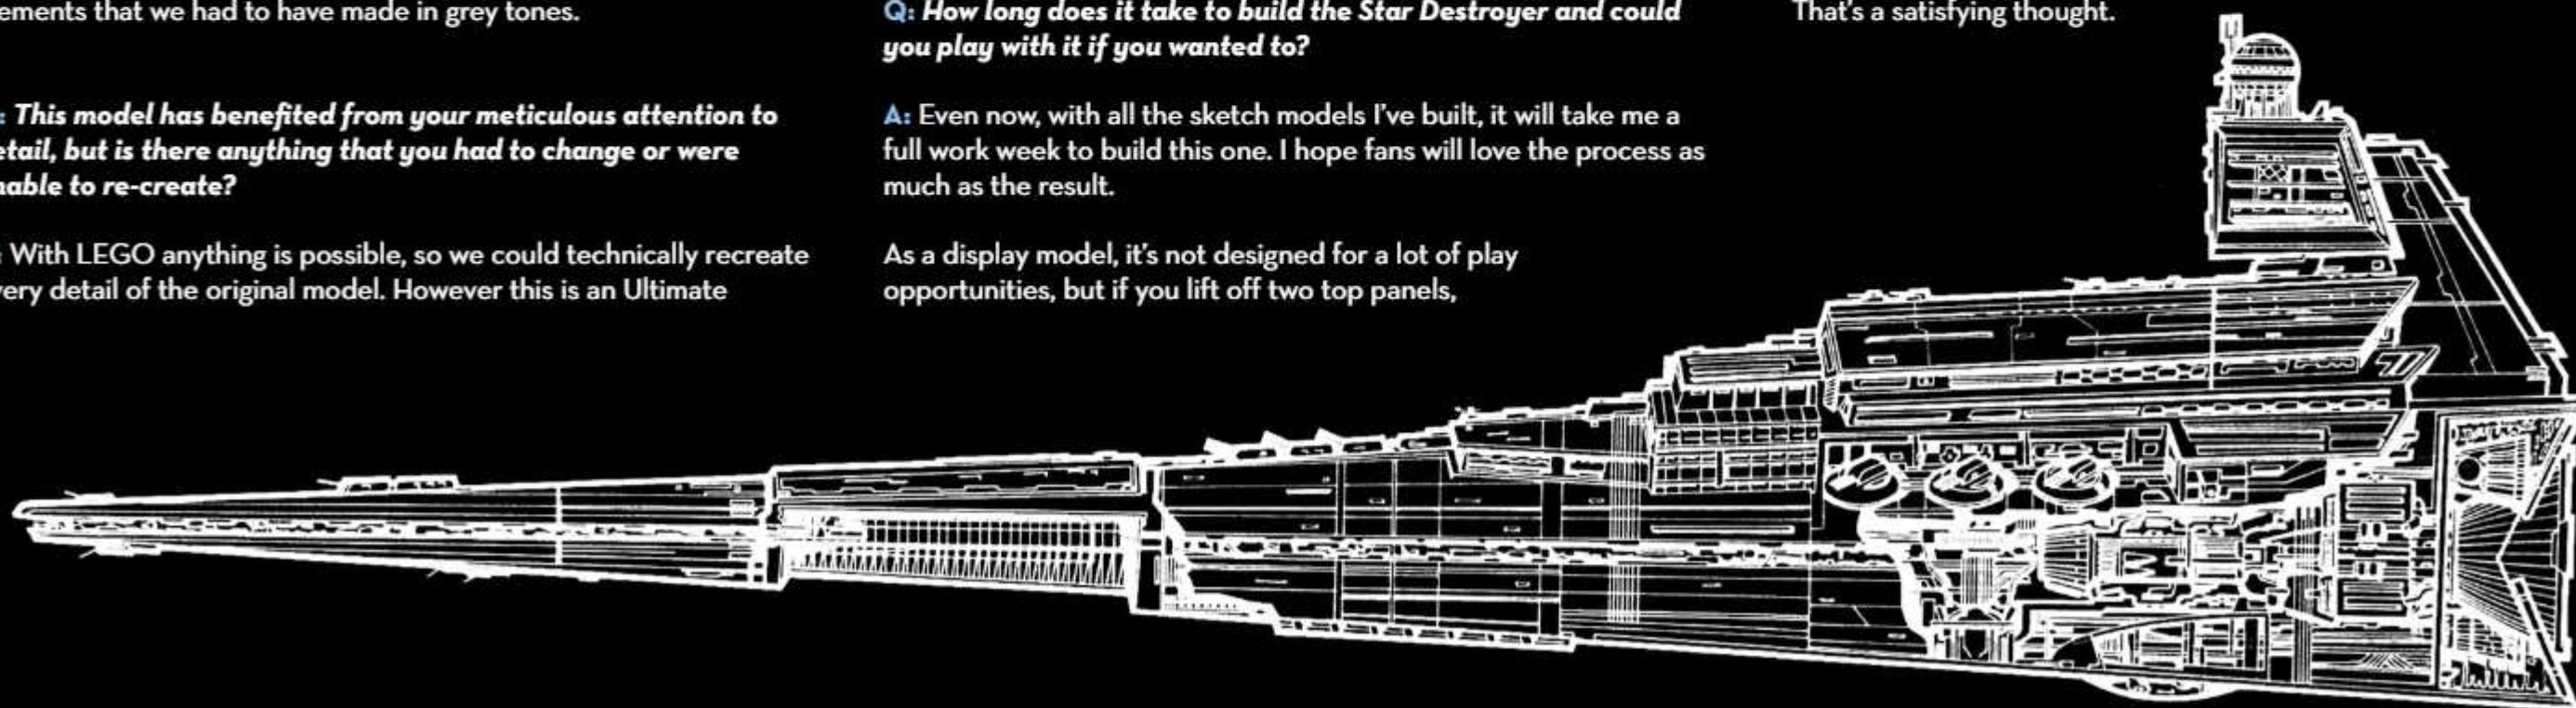 ements that we had to have made in grey tones.
: This model has benefited from your meticulous attention to
etail, but is there anything that you had to change or were
nable to re-create?
: With LEGO anything is possible, so we could technically recreate
very detail of the original model. However this is an Ultimate
Q: How long does it take to build the Star Destroyer and could
you play with it if you wanted to?
A: Even now, with all the sketch models I've built, it will take me a
full work week to build this one. I hope fans will love the process as
much as the result.
As a display model, it's not designed for a lot of play
opportunities, but if you lift off two top panels,
That's a satisfying thought.